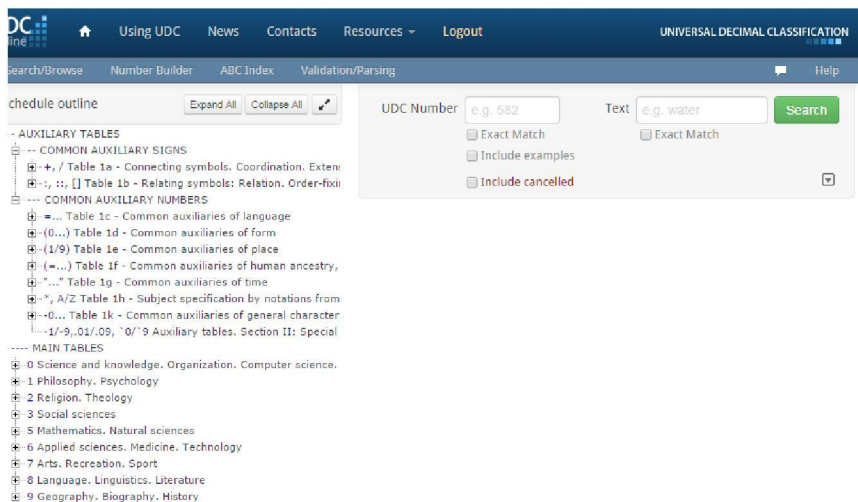 DC
line
Using UDC News Contacts Resources Logout
UNIVERSAL DECIMAL CLASSIFICATION
Search/Browse Number Builder ABC Index Validation/Parsing
Help
chedule outline
Expand All Collapse All
UDC Number e.g. 582
Text e.g. water
Search
Exact Match
Exact Match
Include examples
Include cancelled
- AUXILIARY TABLES
-- COMMON AUXILIARY SIGNS
+, / Table 1a - Connecting symbols. Coordination. Exten
:, ::, [] Table 1b - Relating symbols: Relation. Order-fixi
--- COMMON AUXILIARY NUMBERS
=... Table 1c - Common auxiliaries of language
(0...) Table 1d - Common auxiliaries of form
(1/9) Table 1e - Common auxiliaries of place
(=...) Table 1f - Common auxiliaries of human ancestry,
"..." Table 1g - Common auxiliaries of time
*, A/Z Table 1h - Subject specification by notations from
-0... Table 1k - Common auxiliaries of general character
-1/-9,.01/.09, `0/`9 Auxiliary tables. Section II: Special
---- MAIN TABLES
0 Science and knowledge. Organization. Computer science.
1 Philosophy. Psychology
2 Religion. Theology
3 Social sciences
5 Mathematics. Natural sciences
6 Applied sciences. Medicine. Technology
7 Arts. Recreation. Sport
8 Language. Linguistics. Literature
9 Geography. Biography. History